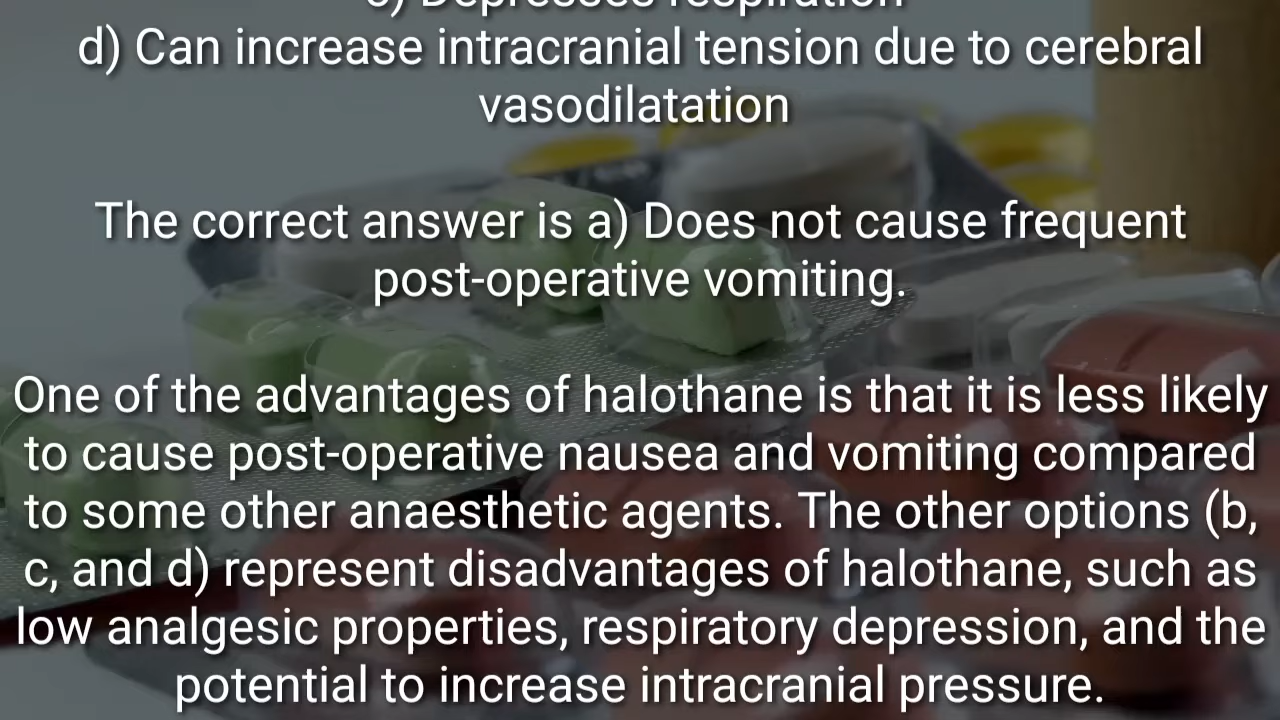 c) Depresses respiration
d) Can increase intracranial tension due to cerebral
vasodilatation
The correct answer is a) Does not cause frequent
post-operative vomiting.
One of the advantages of halothane is that it is less likely
to cause post-operative nausea and vomiting compared
to some other anaesthetic agents. The other options (b,
c, and d) represent disadvantages of halothane, such as
low analgesic properties, respiratory depression, and the
potential to increase intracranial pressure.